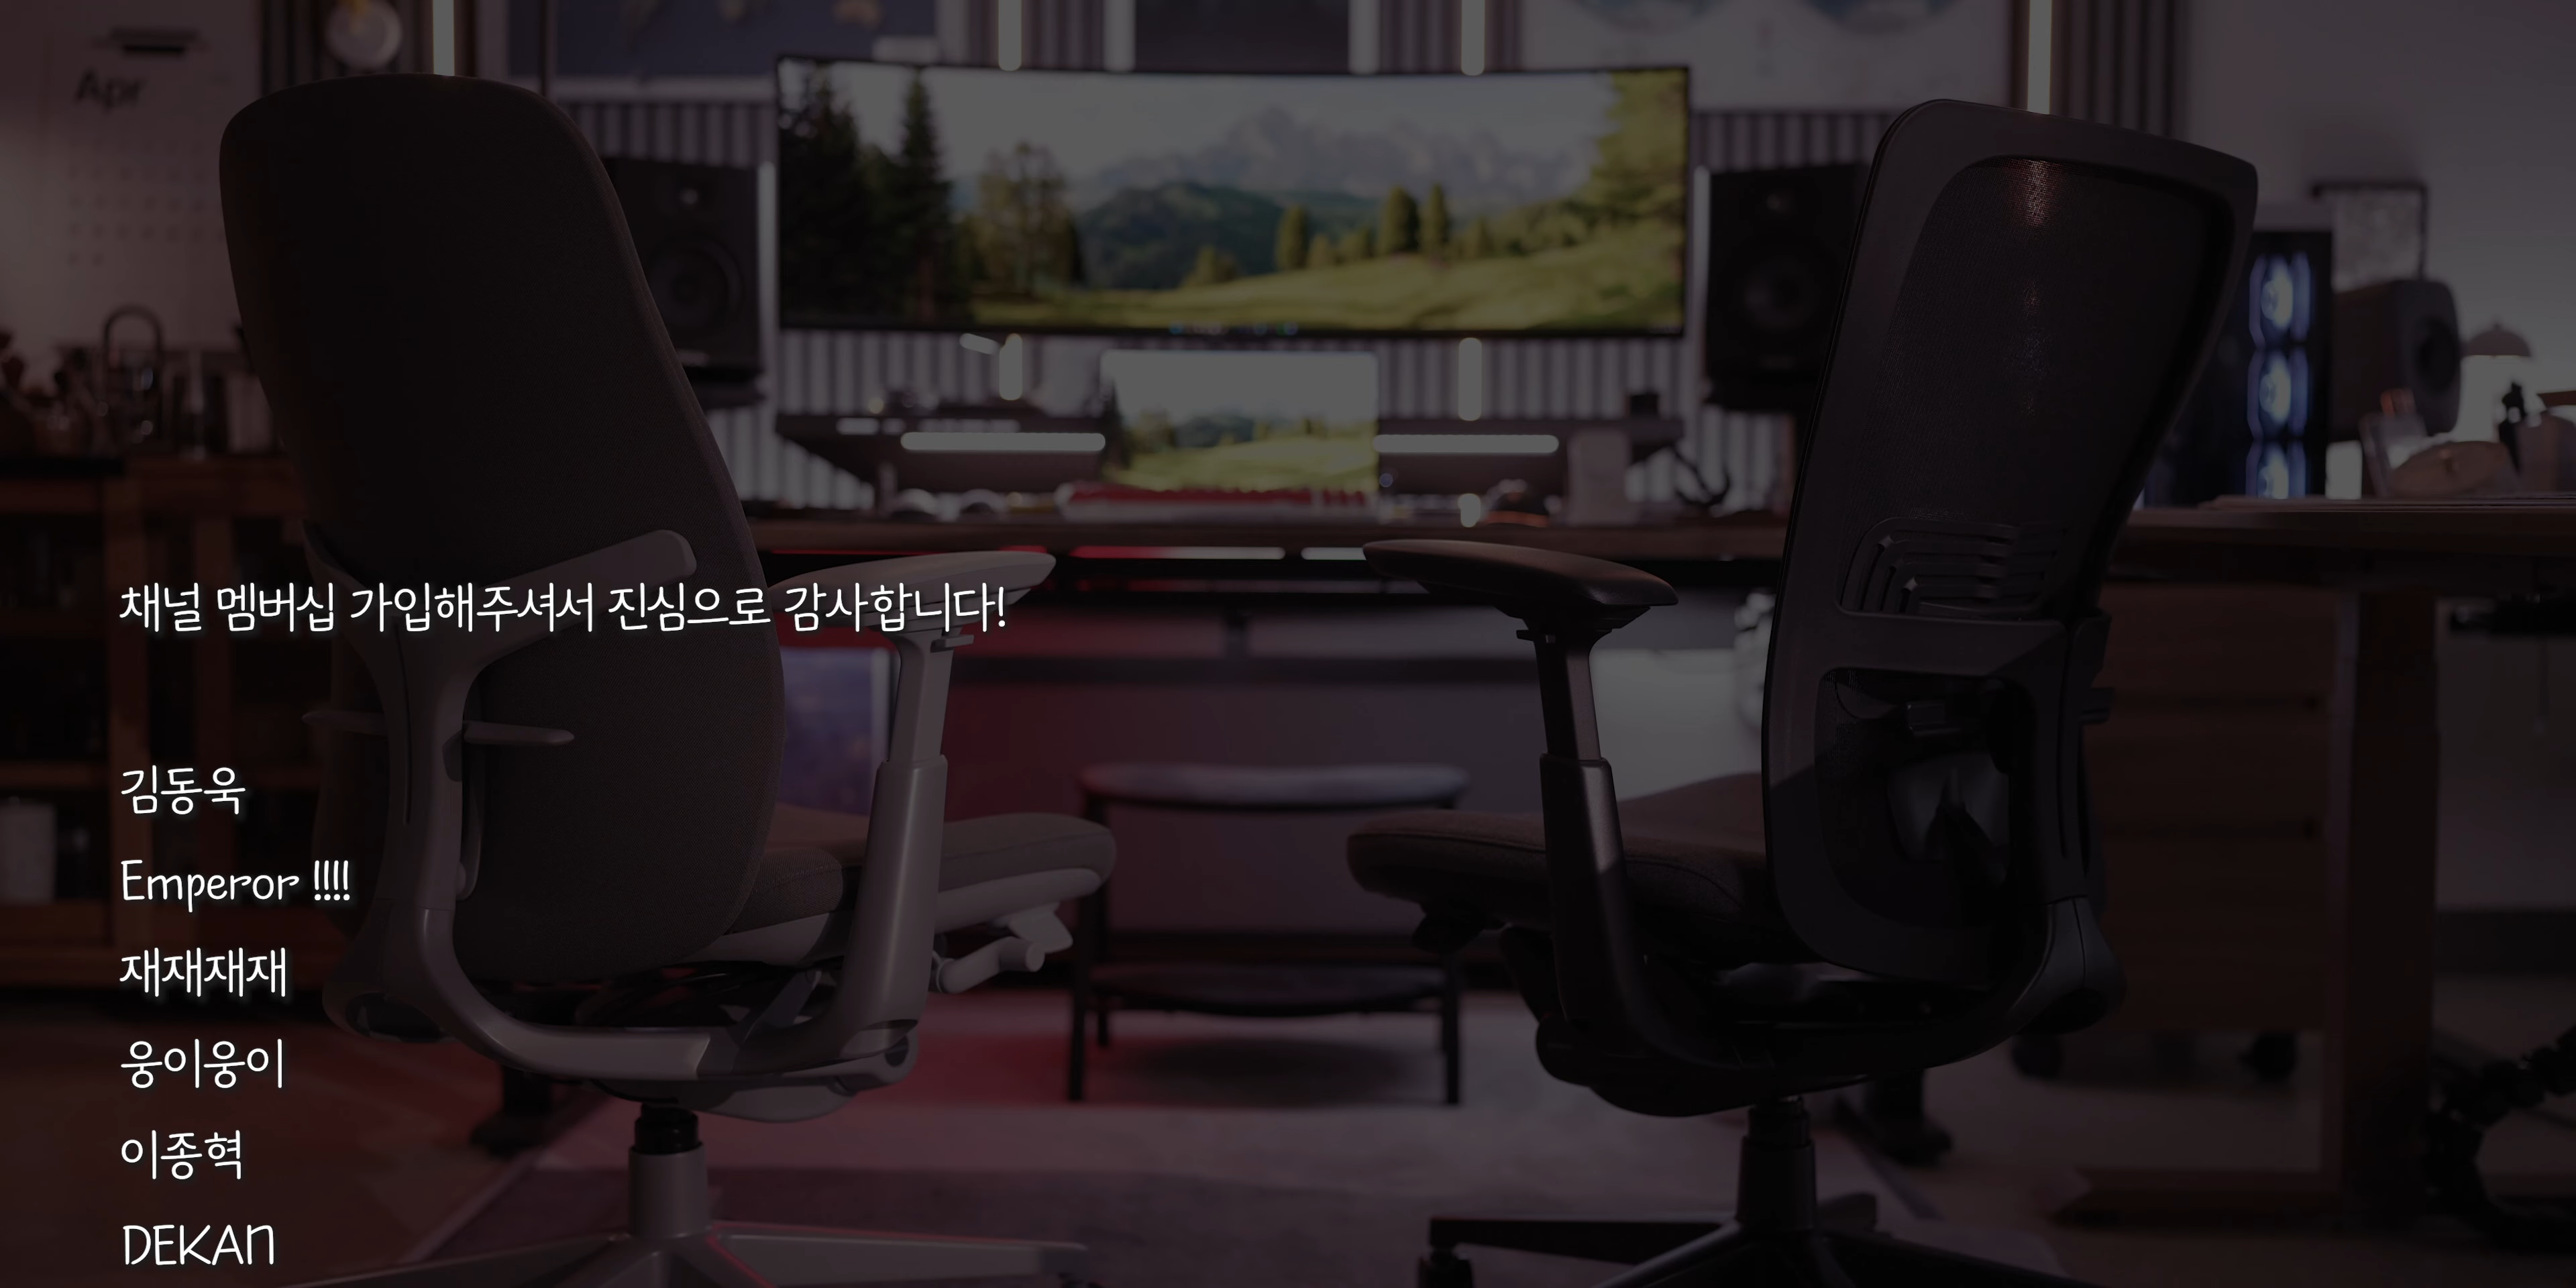 Apr
채널 멤버십 가입해주셔서 진심으로 감사합니다!
김동욱
Emperor !!!!
재재재재
웅이웅이
이종혁
DEKAN